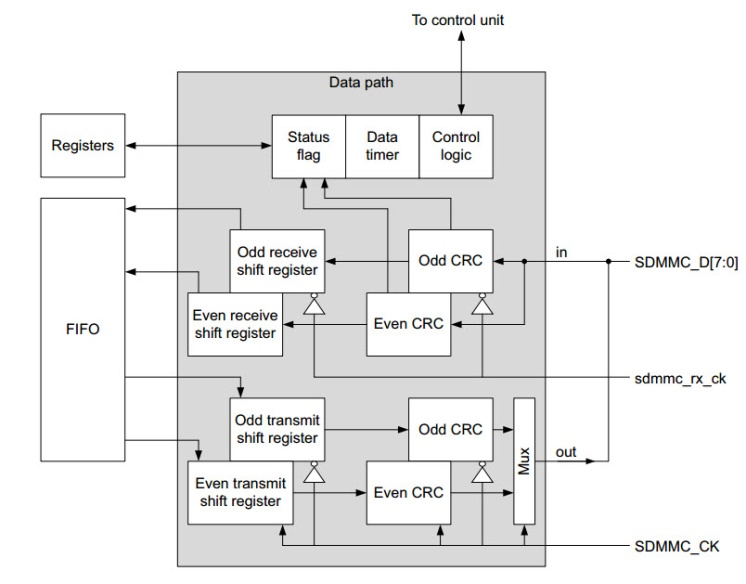 To control unit
Data path
Registers
Status
flag
Data
timer
Control
logic
Odd receive
shift register
Odd CRC
in
SDMMC_D[7:0]
Even receive
shift register
Even CRC
FIFO
sdmmc_rx_ck
Odd transmit
shift register
Odd CRC
Mux
out
Even transmit
shift register
Even CRC
SDMMC_CK